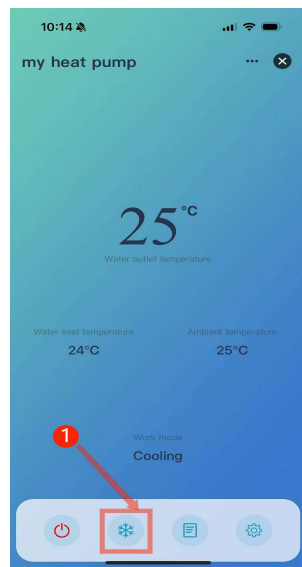 10:14
my heat pump
25°C
Water outlet temperature
Water inlet temperature
Ambient temperature
24°C
25°C
1
Work mode
Cooling